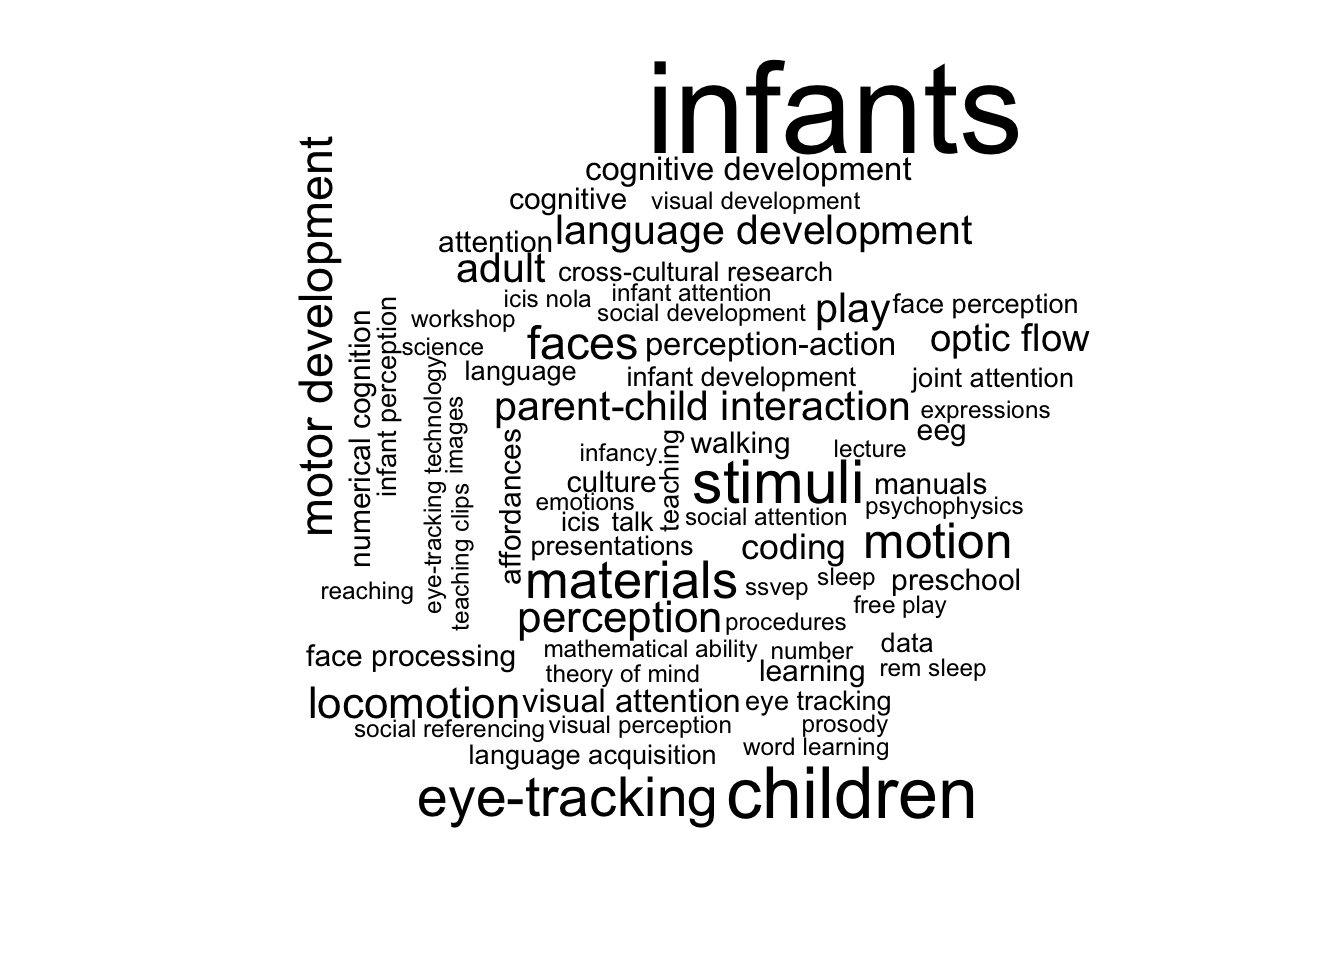 infants
motor development
cognitive development
cognitive
visual development
attention
language development
adult
cross-cultural research
icis nola
infant attention
social development
play
face perception
workshop
numerical cognition
infant perception
science
faces
perception-action
optic flow
language
infant development
joint attention
eye-tracking technology
images
parent-child interaction
expressions
eeg
affordances
infancy
teaching
walking
lecture
culture
stimuli
manuals
teaching clips
emotions
psychophysics
icis
talk
social attention
presentations
coding
motion
reaching
materials
ssvep
sleep
preschool
perception
procedures
free play
face processing
mathematical ability
number
data
theory of mind
learning
rem sleep
locomotion
visual attention
eye tracking
social referencing
visual perception
prosody
language acquisition
word learning
eye-tracking
children